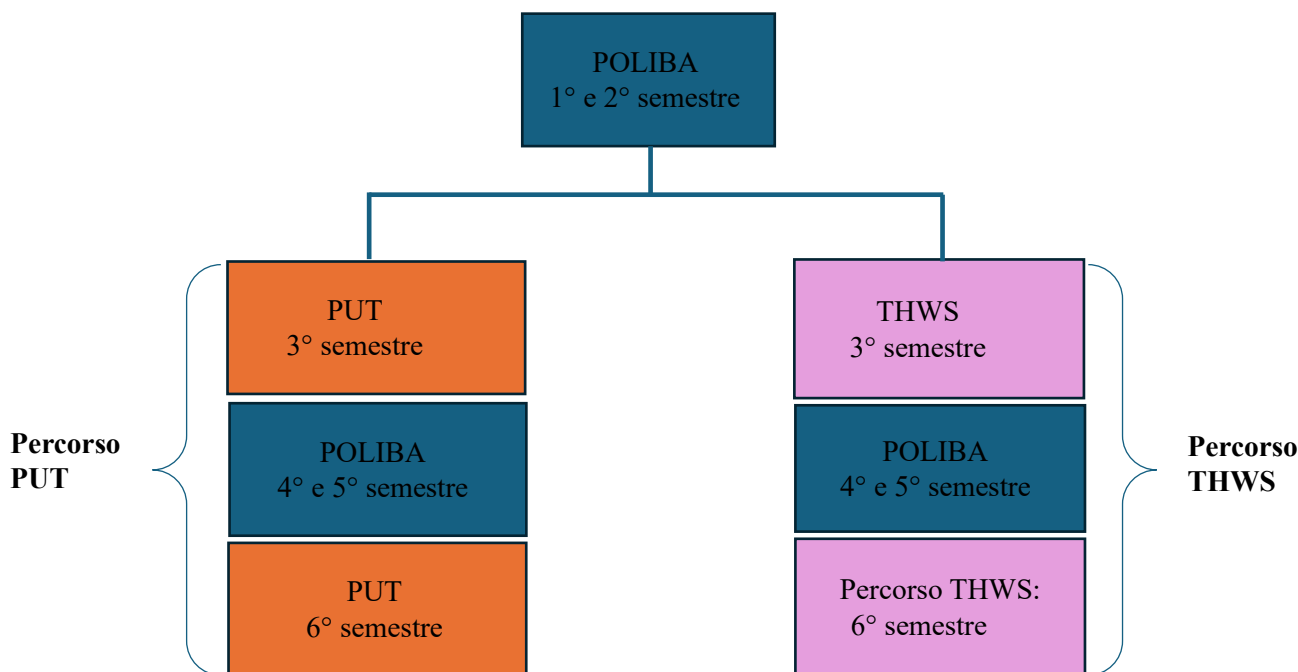 POLIBA
1° e 2° semestre
PUT
3° semestre
THWS
3° semestre
Percorso
PUT
POLIBA
4° e 5° semestre
POLIBA
4° e 5° semestre
Percorso
THWS
PUT
6° semestre
Percorso THWS:
6° semestre